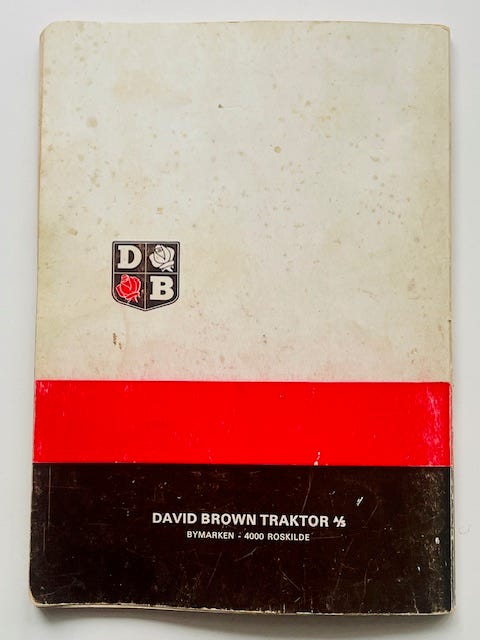 D
B
DAVID BROWN TRAKTOR A/S
BYMARKEN - 4000 ROSKILDE